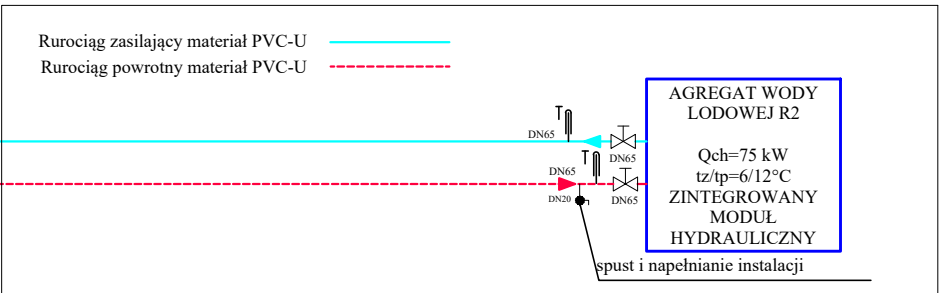 Rurociąg zasilający materiał PVC-U
Rurociąg powrotny materiał PVC-U
AGREGAT WODY
LODOWEJ R2
Qch=75 kW
tz/tp=6/12°C
ZINTEGROWANY
MODUŁ
HYDRAULICZNY
T
DN65
DN65
T
DN65
DN20
DN65
spust i napełnianie instalacji